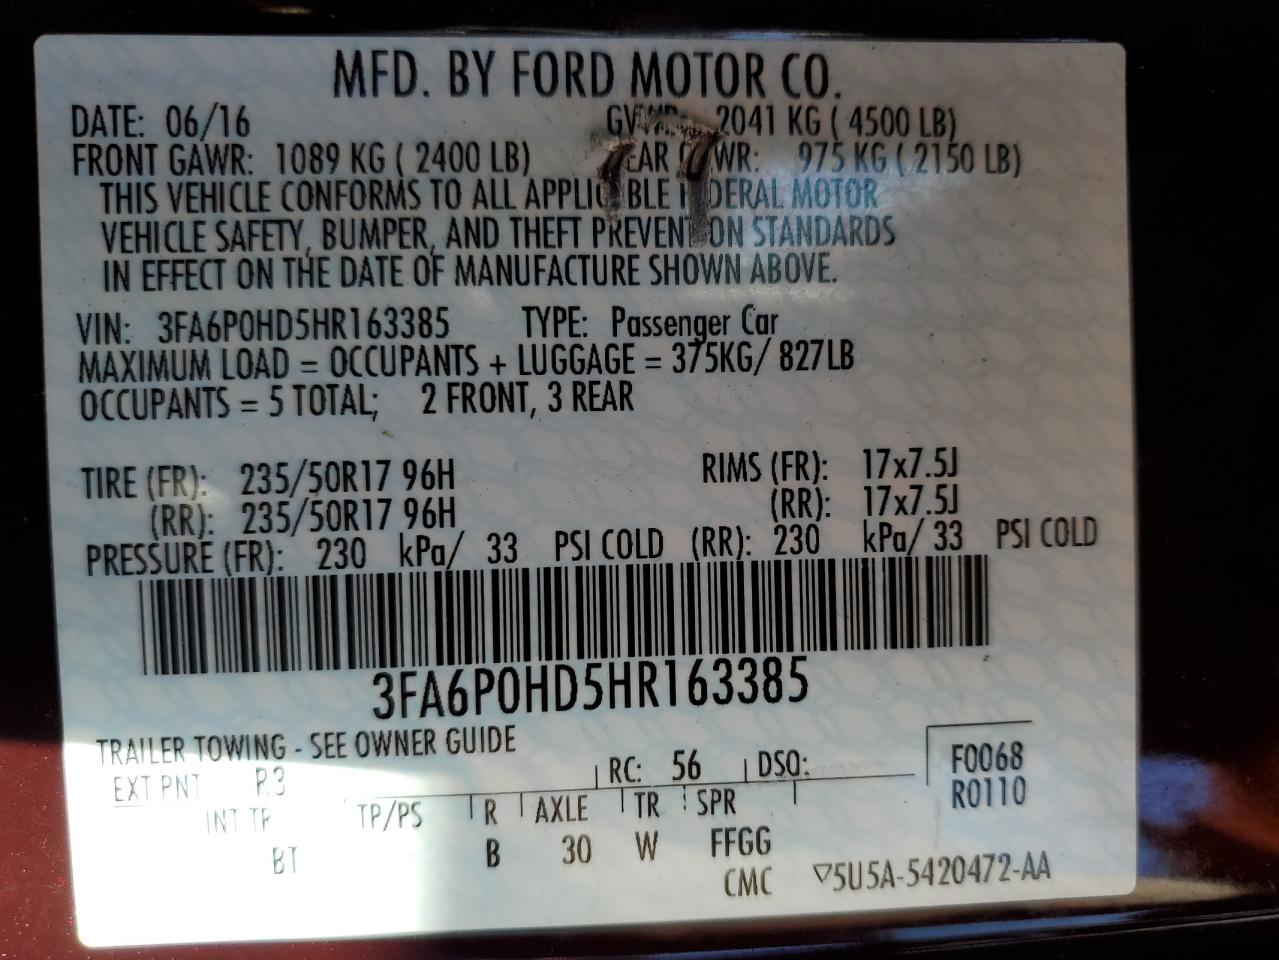 MFD. BY FORD MOTOR CO.
DATE: 06/16 GVWR: 2041 KG ( 4500 LB)
FRONT GAWR: 1089 KG ( 2400 LB) REAR GAWR: 975 KG ( 2150 LB)
THIS VEHICLE CONFORMS TO ALL APPLICABLE FEDERAL MOTOR
VEHICLE SAFETY, BUMPER, AND THEFT PREVENTION STANDARDS
IN EFFECT ON THE DATE OF MANUFACTURE SHOWN ABOVE.
VIN: 3FA6P0HD5HR163385 TYPE: Passenger Car
MAXIMUM LOAD = OCCUPANTS + LUGGAGE = 375KG/ 827LB
OCCUPANTS = 5 TOTAL; 2 FRONT, 3 REAR
TIRE (FR): 235/50R17 96H RIMS (FR): 17x7.5J
(RR): 235/50R17 96H (RR): 17x7.5J
PRESSURE (FR): 230 kPa/ 33 PSI COLD (RR): 230 kPa/ 33 PSI COLD
3FA6P0HD5HR163385
TRAILER TOWING - SEE OWNER GUIDE
EXT PNT R3 RC: 56 DSO: F0068
R0110
INT TR TP/PS R AXLE TR SPR
BT B 30 W FFGG
CMC ▽5U5A-5420472-AA